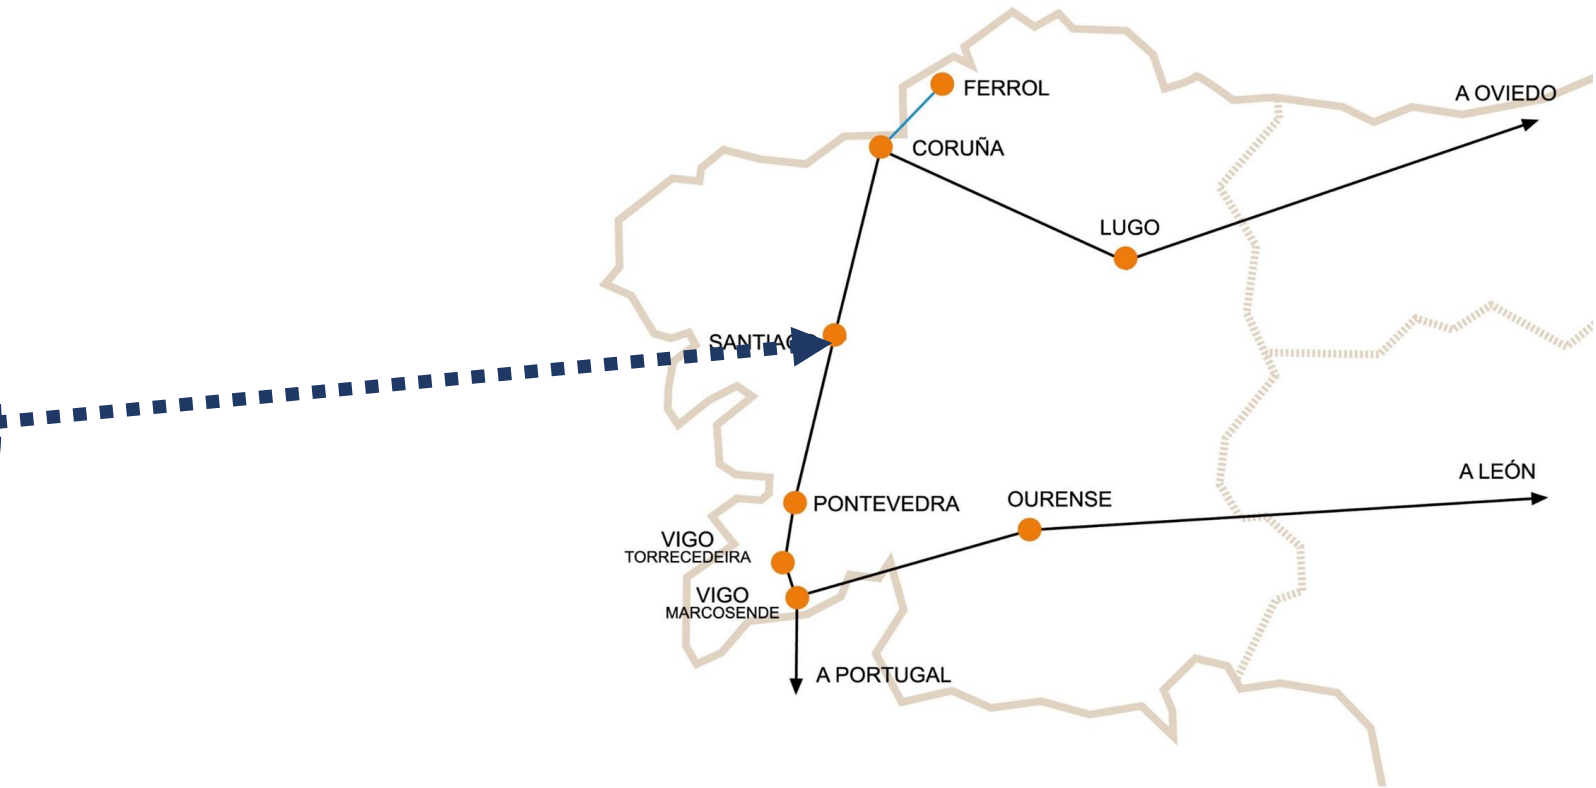 FERROL
A OVIEDO
CORUÑA
LUGO
A LEÓN
PONTEVEDRA
OURENSE
VIGO
TORRECEDEIRA
VIGO
MARCOSENDE
A PORTUGAL